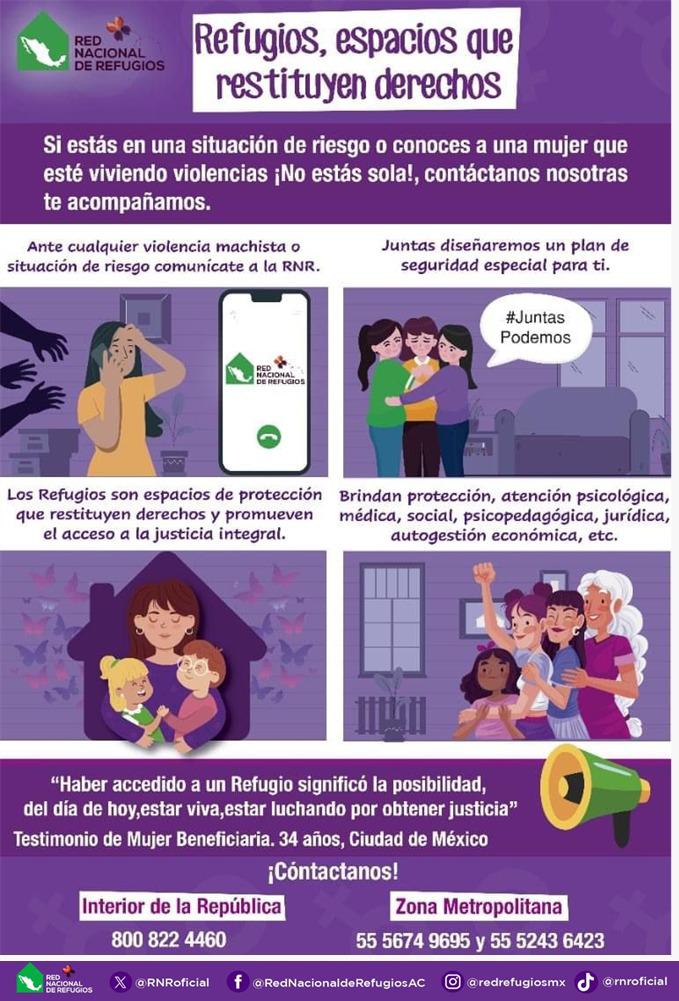 RED
NACIONAL
DE REFUGIOS
Refugios, espacios que
restituyen derechos
Si estás en una situación de riesgo o conoces a una mujer que
esté viviendo violencias ¡No estás sola!, contáctanos nosotras
te acompañamos.
Ante cualquier violencia machista o
situación de riesgo comunícate a la RNR.
Juntas diseñaremos un plan de
seguridad especial para ti.
RED
NACIONAL
DE REFUGIOS
#Juntas
Podemos
Los Refugios son espacios de protección
que restituyen derechos y promueven
el acceso a la justicia integral.
Brindan protección, atención psicológica,
médica, social, psicopedagógica, jurídica,
autogestión económica, etc.
“Haber accedido a un Refugio significó la posibilidad,
del día de hoy,estar viva,estar luchando por obtener justicia”
Testimonio de Mujer Beneficiaria. 34 años, Ciudad de México
¡Cóntactanos!
Interior de la República
800 822 4460
Zona Metropolitana
55 5674 9695 y 55 5243 6423
RED
NACIONAL
DE REFUGIOS
@RNRoficial
@RedNacionaldeRefugiosAC
@redrefugiosmx
@rnroficial